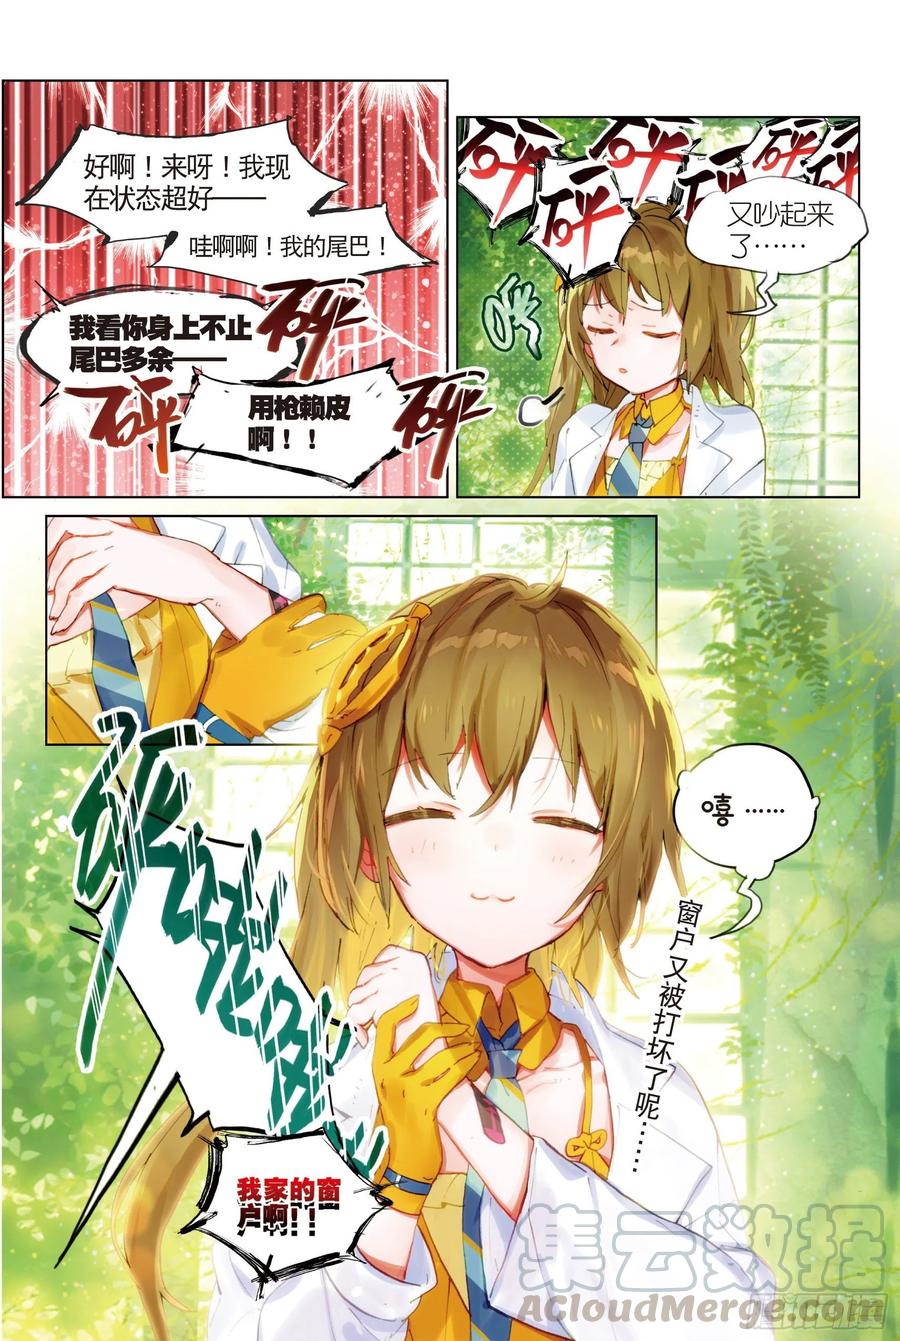 好啊！来呀！我现
在状态超好——
哇啊啊！我的尾巴！
我看你身上不止
尾巴多余——
砰
砰
用枪赖皮
啊！！
砰
砰
砰
砰
砰
砰
砰
又吵起来
了……
呼
嘻……
窗户又被打坏了呢……
我家的窗
户啊！！
集云数据
ACloudMerge.com